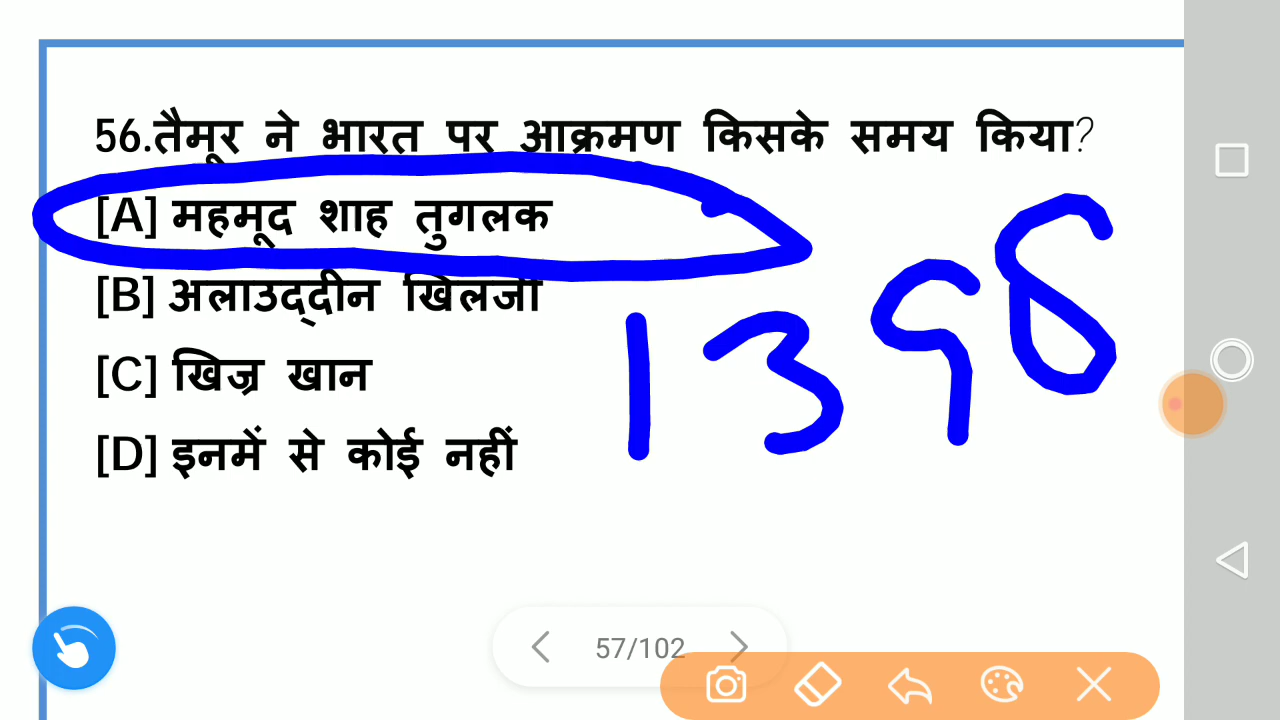 56.तैमूर ने भारत पर आक्रमण किसके समय किया?
[A] महमूद शाह तुगलक
[B] अलाउद्दीन खिलजी
[C] खिज्र खान
[D] इनमें से कोई नहीं
1398
57/102